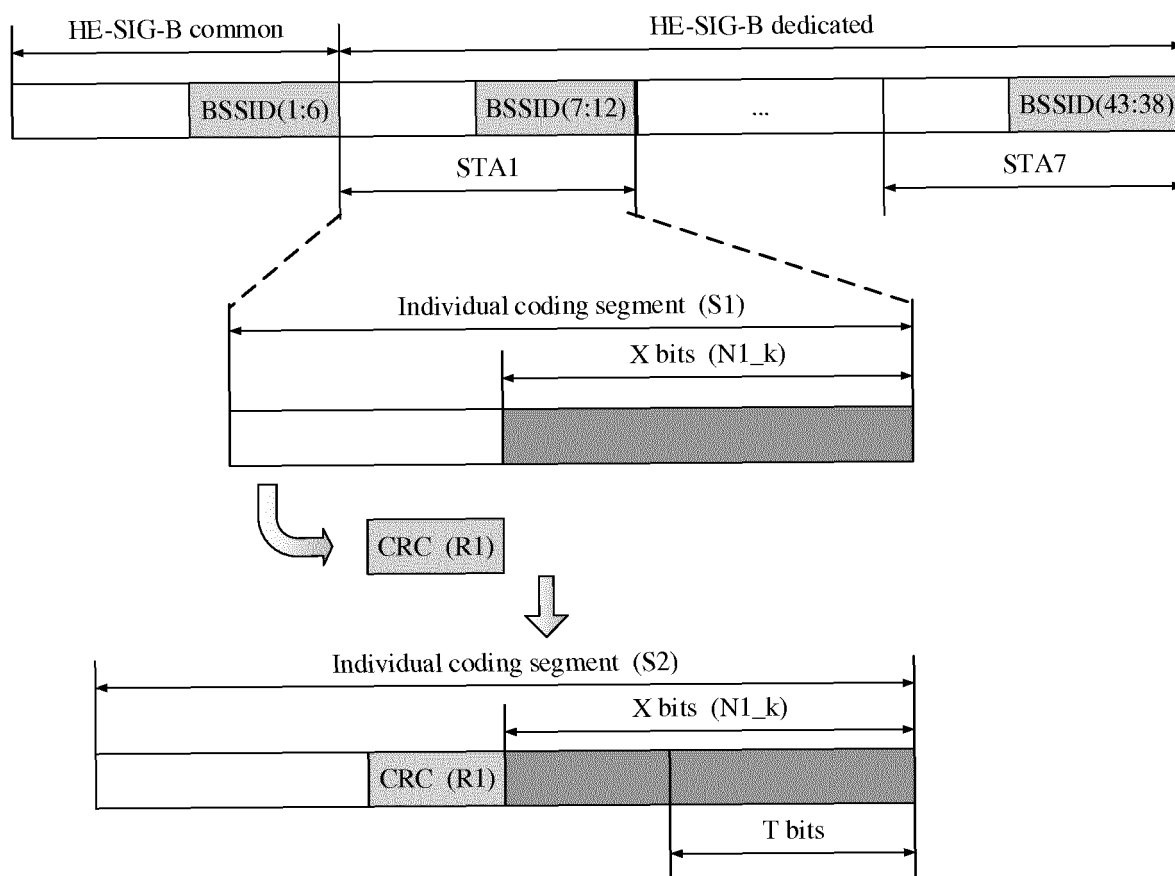 HE-SIG-B common
HE-SIG-B dedicated
BSSID(1:6)
BSSID(7:12)
...
BSSID(43:38)
STA1
STA7
Individual coding segment (S1)
X bits (N1_k)
CRC (R1)
Individual coding segment (S2)
X bits (N1_k)
CRC (R1)
T bits